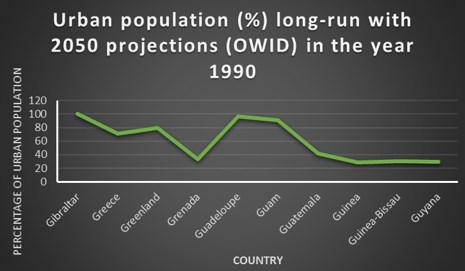 Urban population (%) long-run with
2050 projections (OWID) in the year
1990
PERCENTAGE OF URBAN POPULATION
120
100
80
60
40
20
0
Gibraltar
Greece
Greenland
Grenada
Guadeloupe
Guam
Guatemala
Guinea
Guinea-Bissau
Guyana
COUNTRY